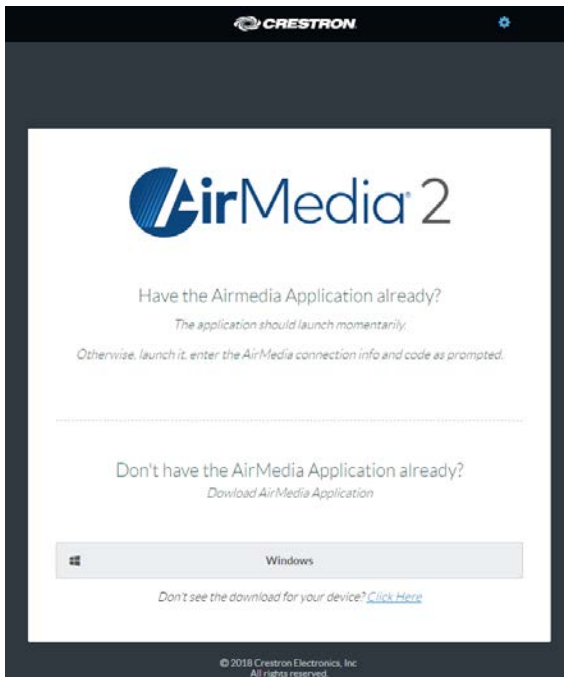 CRESTRON
AirMedia® 2
Have the Airmedia Application already?
The application should launch momentarily.
Otherwise, launch it, enter the AirMedia connection info and code as prompted.
Don't have the AirMedia Application already?
Dowload AirMedia Application
Windows
Don't see the download for your device? Click Here
© 2018 Crestron Electronics, Inc
All rights reserved.